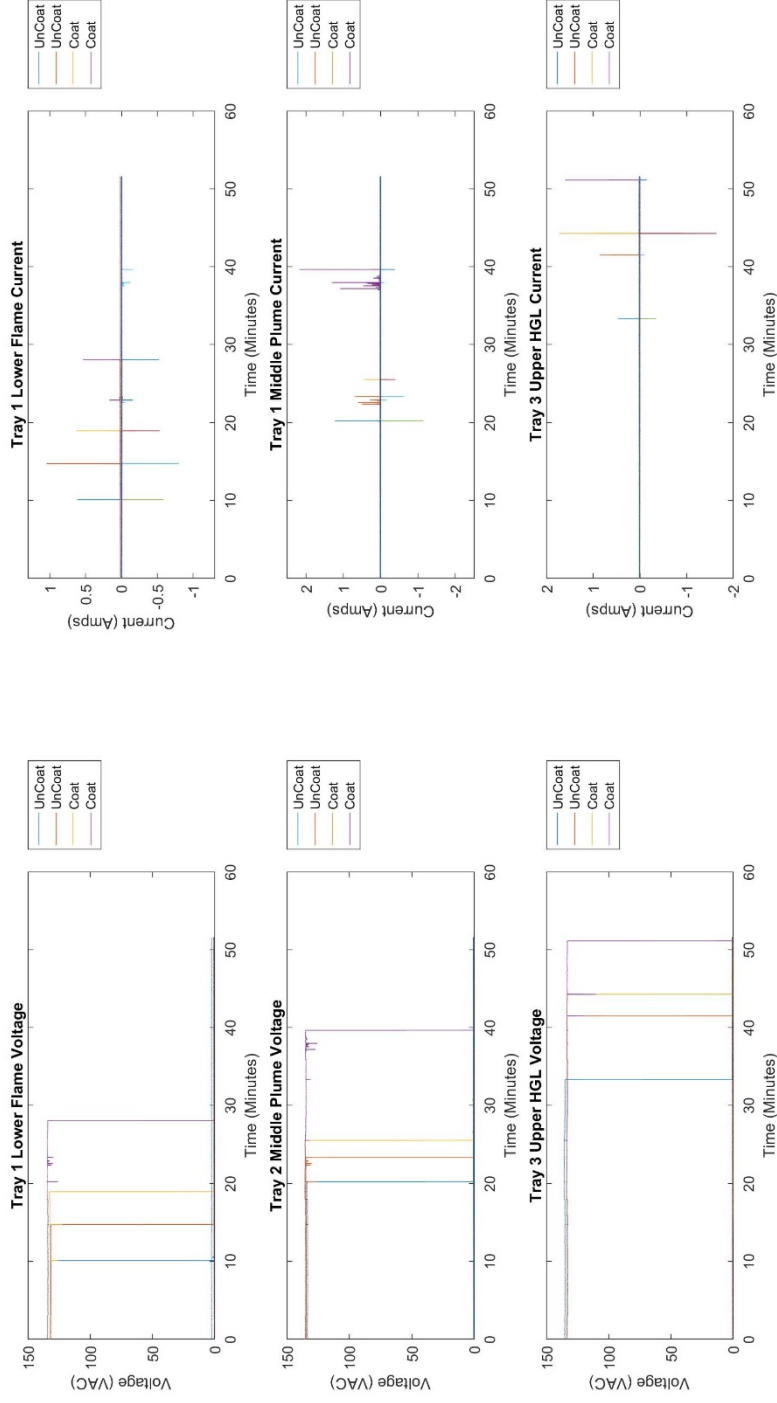 Tray 1 Lower Flame Voltage
150
100
50
0
Voltage (VAC)
0 10 20 30 40 50 60
Time (Minutes)
UnCoat
UnCoat
Coat
Coat
Tray 1 Lower Flame Current
1
0.5
0
-0.5
-1
Current (Amps)
0 10 20 30 40 50 60
Time (Minutes)
UnCoat
UnCoat
Coat
Coat
Tray 2 Middle Plume Voltage
150
100
50
0
Voltage (VAC)
0 10 20 30 40 50 60
Time (Minutes)
UnCoat
UnCoat
Coat
Coat
Tray 1 Middle Plume Current
2
1
0
-1
-2
Current (Amps)
0 10 20 30 40 50 60
Time (Minutes)
UnCoat
UnCoat
Coat
Coat
Tray 3 Upper HGL Voltage
150
100
50
0
Voltage (VAC)
0 10 20 30 40 50 60
Time (Minutes)
UnCoat
UnCoat
Coat
Coat
Tray 3 Upper HGL Current
2
1
0
-1
-2
Current (Amps)
0 10 20 30 40 50 60
Time (Minutes)
UnCoat
UnCoat
Coat
Coat